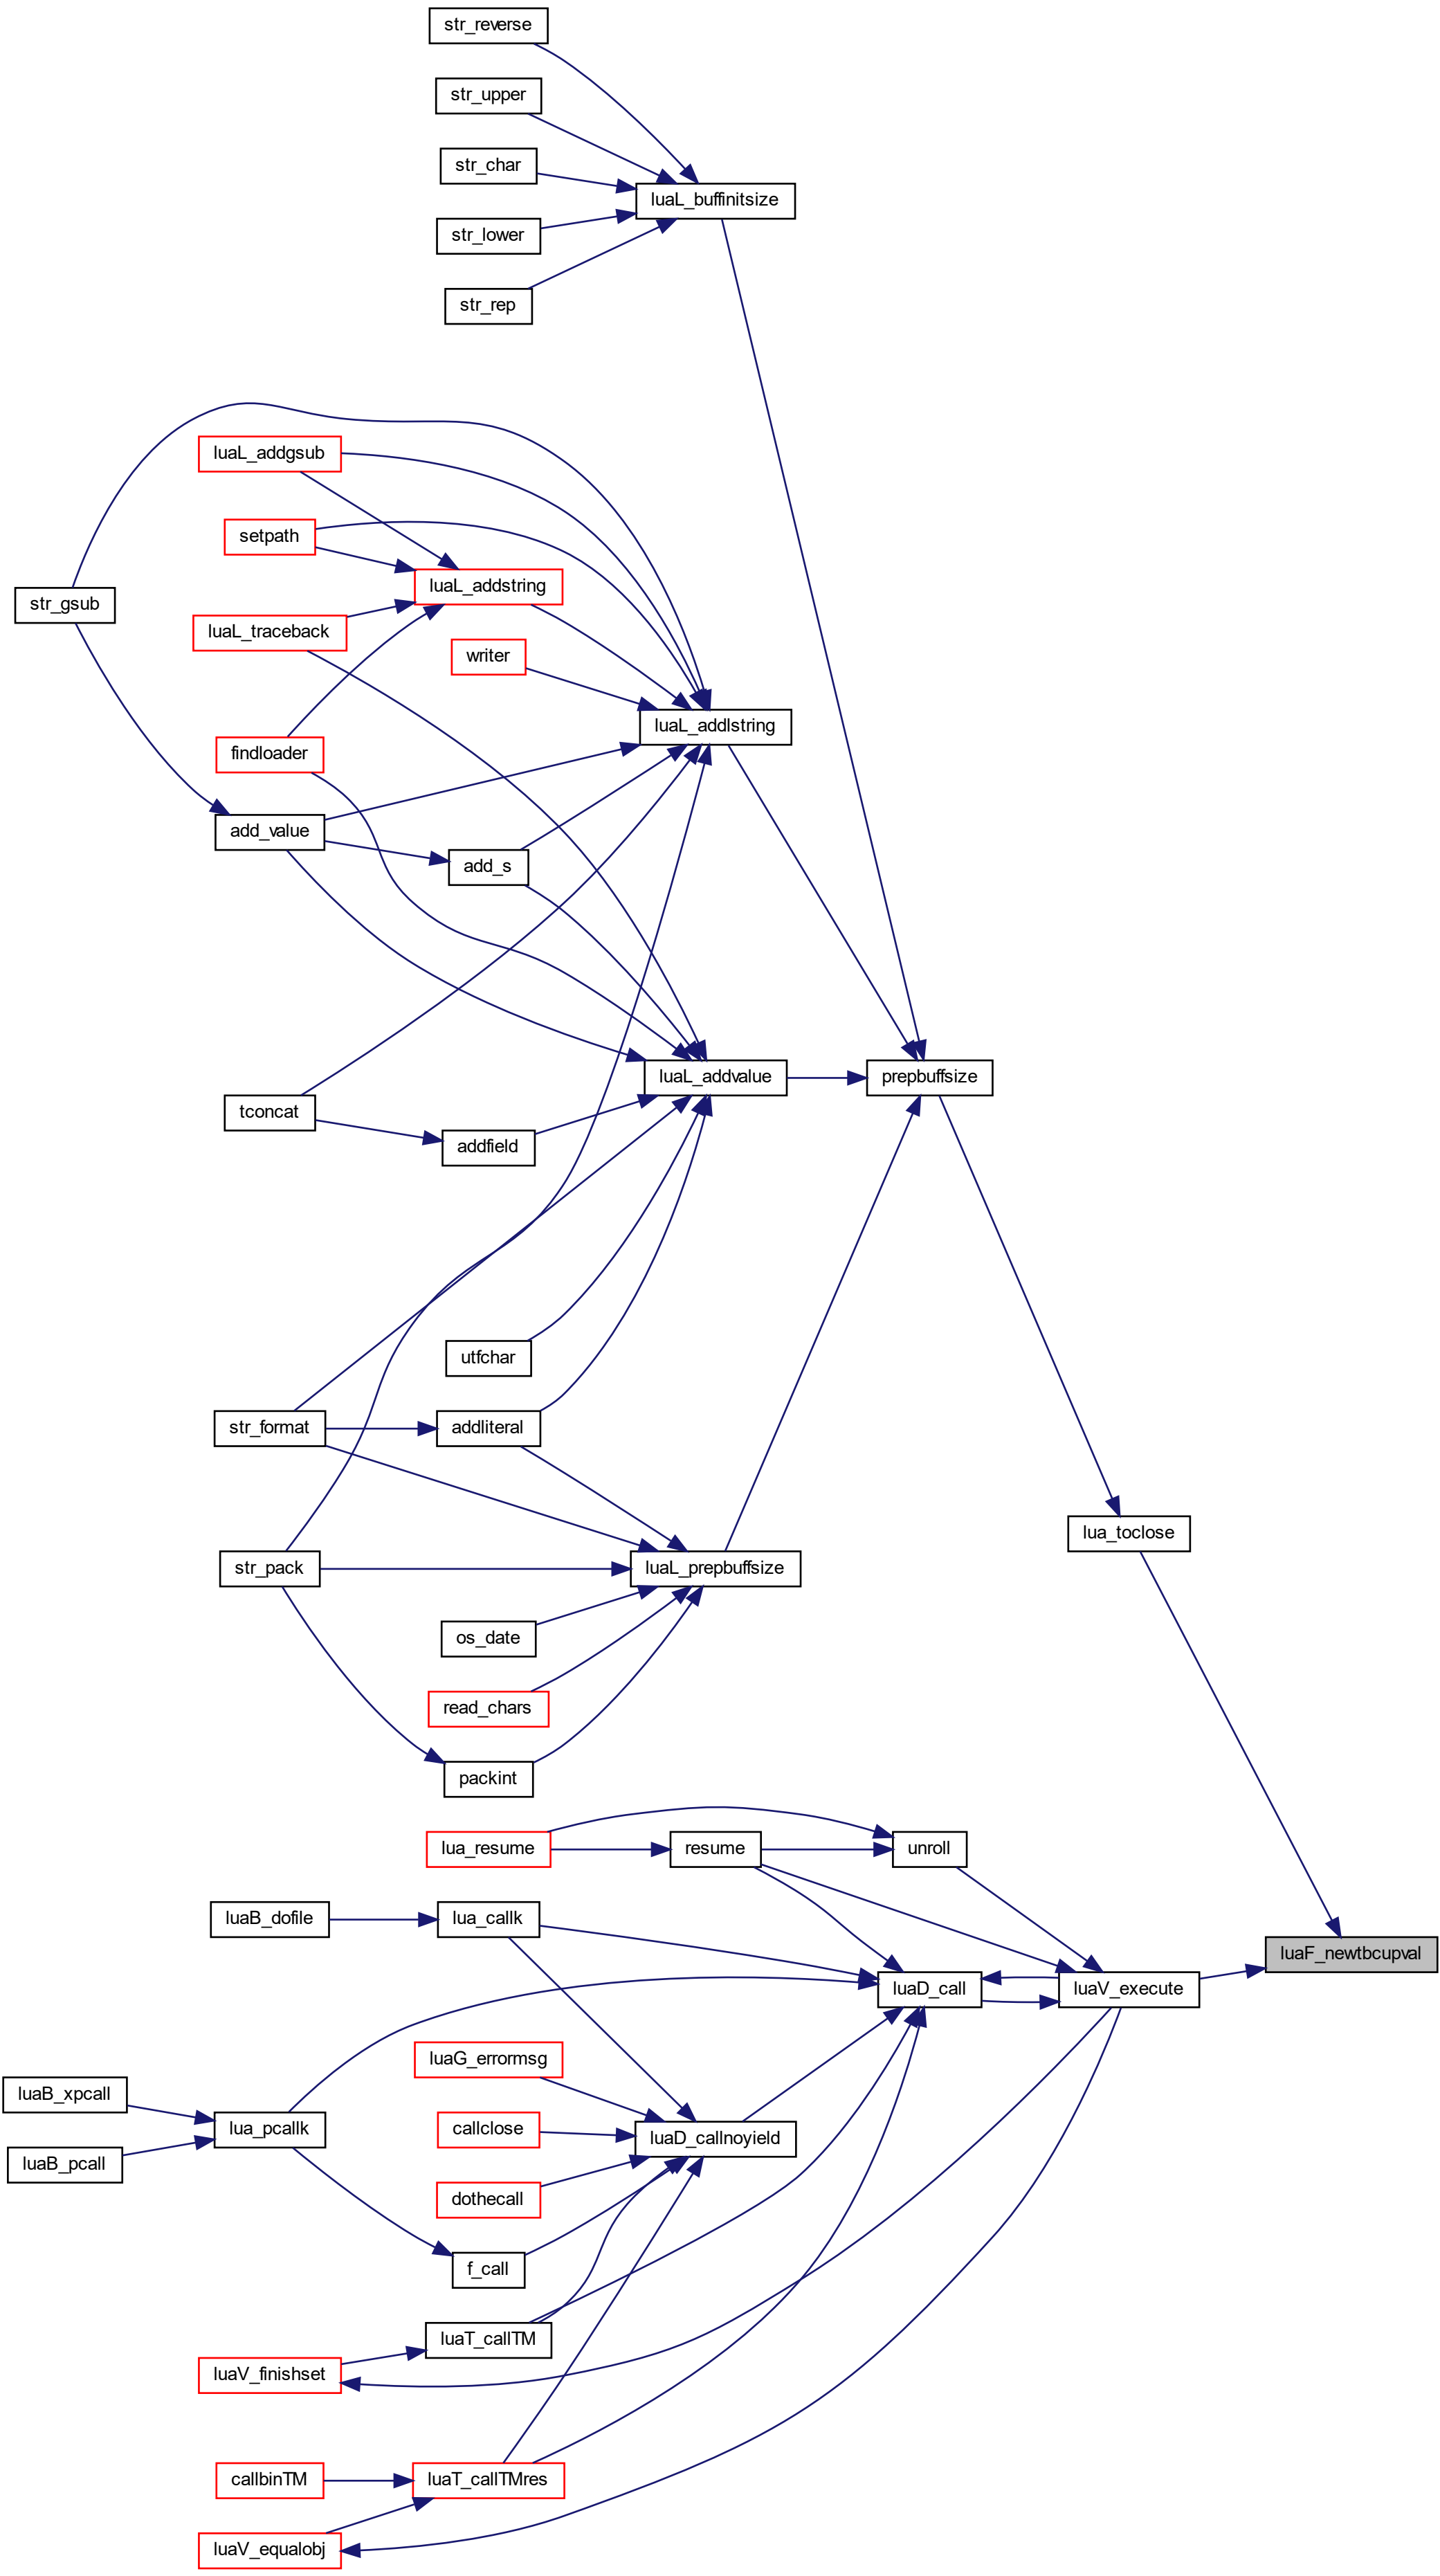 str_reverse
str_upper
str_char
luaL_buffinitsize
str_lower
str_rep
luaL_addgsub
setpath
luaL_addstring
str_gsub
luaL_traceback
writer
luaL_addlstring
findloader
add_value
add_s
luaL_addvalue
prepbuffsize
tconcat
addfield
utfchar
str_format
addliteral
lua_toclose
str_pack
luaL_prepbuffsize
os_date
read_chars
packint
lua_resume
resume
unroll
luaB_dofile
lua_callk
luaF_newtbcupval
luaD_call
luaV_execute
luaG_errormsg
luaB_xpcall
lua_pcallk
callclose
luaD_callnoyield
luaB_pcall
dothecall
f_call
luaT_callTM
luaV_finishset
callbinTM
luaT_callTMres
luaV_equalobj